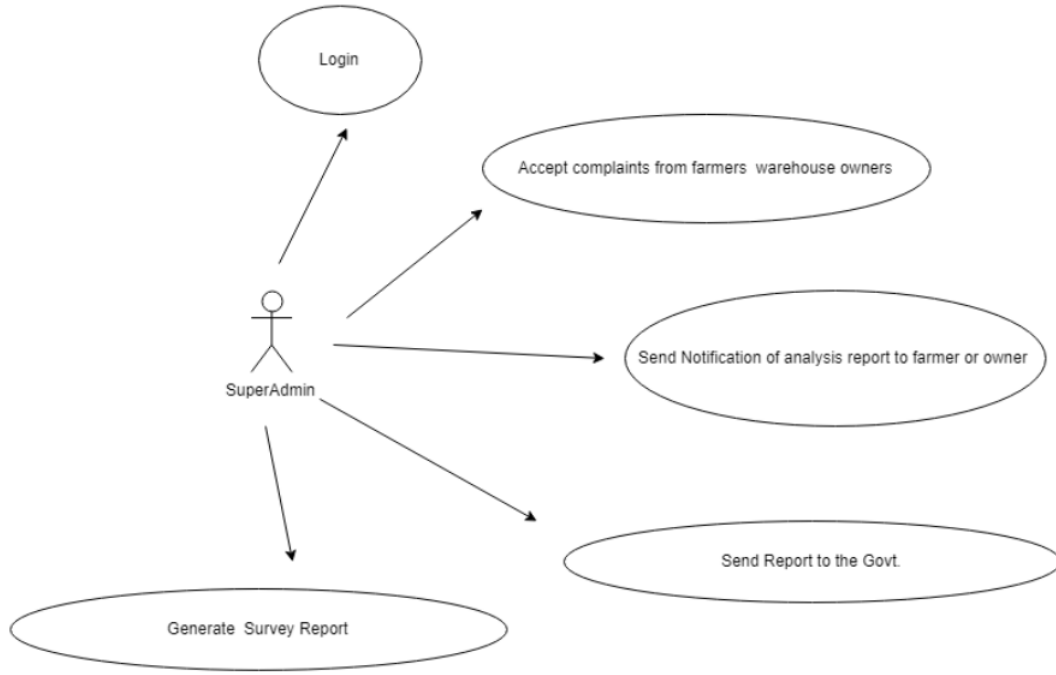 Login
Accept complaints from farmers  warehouse owners
Send Notification of analysis report to farmer or owner
SuperAdmin
Send Report to the Govt.
Generate  Survey Report